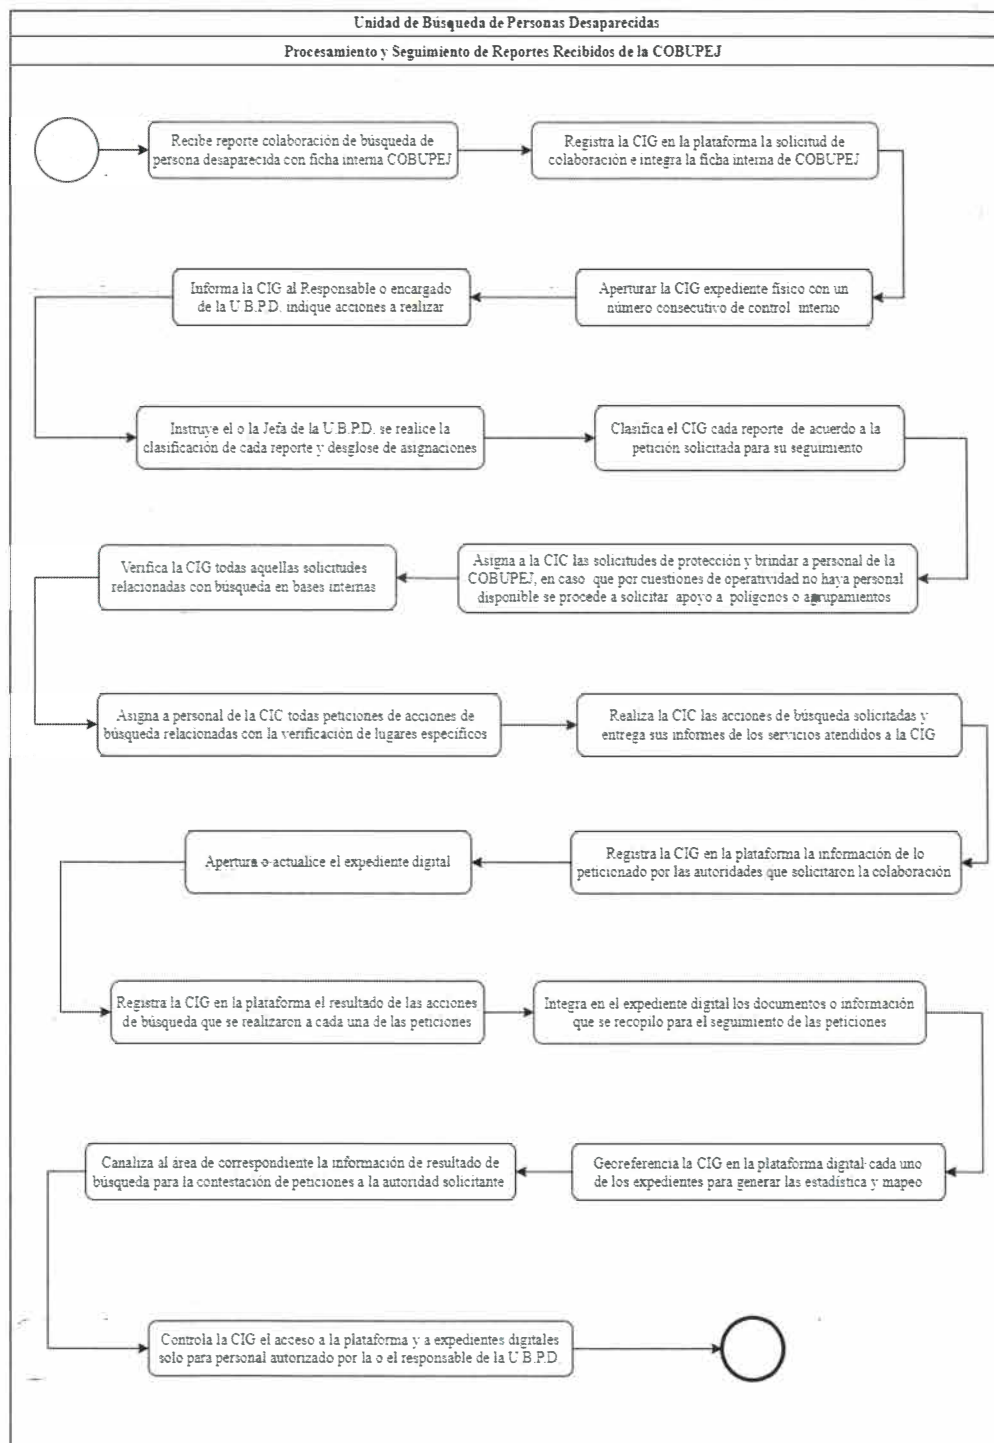 Unidad de Búsqueda de Personas Desaparecidas
Procesamiento y Seguimiento de Reportes Recibidos de la COBUPEJ
Recibe reporte colaboración de búsqueda de
persona desaparecida con ficha interna COBUPEJ
Registra la CIG en la plataforma la solicitud de
colaboración e integra la ficha interna de COBUPEJ
Aperturar la CIG expediente físico con un
número consecutivo de control interno
Informa la CIG al Responsable o encargado
de la U.B.P.D. indique acciones a realizar
Instruye el o la Jefa de la U.B.P.D. se realice la
clasificación de cada reporte y desglose de asignaciones
Clasifica el CIG cada reporte de acuerdo a la
petición solicitada para su seguimiento
Asigna a la CIC las solicitudes de protección y brindar a personal de la
COBUPEJ, en caso que por cuestiones de operatividad no haya personal
disponible se procede a solicitar apoyo a polígonos o agrupamientos
Verifica la CIG todas aquellas solicitudes
relacionadas con búsqueda en bases internas
Asigna a personal de la CIC todas peticiones de acciones de
búsqueda relacionadas con la verificación de lugares específicos
Realiza la CIC las acciones de búsqueda solicitadas y
entrega sus informes de los servicios atendidos a la CIG
Registra la CIG en la plataforma la información de lo
peticionado por las autoridades que solicitaron la colaboración
Apertura o actualice el expediente digital
Registra la CIG en la plataforma el resultado de las acciones
de búsqueda que se realizaron a cada una de las peticiones
Integra en el expediente digital los documentos o información
que se recopilo para el seguimiento de las peticiones
Georeferencia la CIG en la plataforma digital cada uno
de los expedientes para generar las estadística y mapeo
Canaliza al área de correspondiente la información de resultado de
búsqueda para la contestación de peticiones a la autoridad solicitante
Controla la CIG el acceso a la plataforma y a expedientes digitales
solo para personal autorizado por la o el responsable de la U.B.P.D.